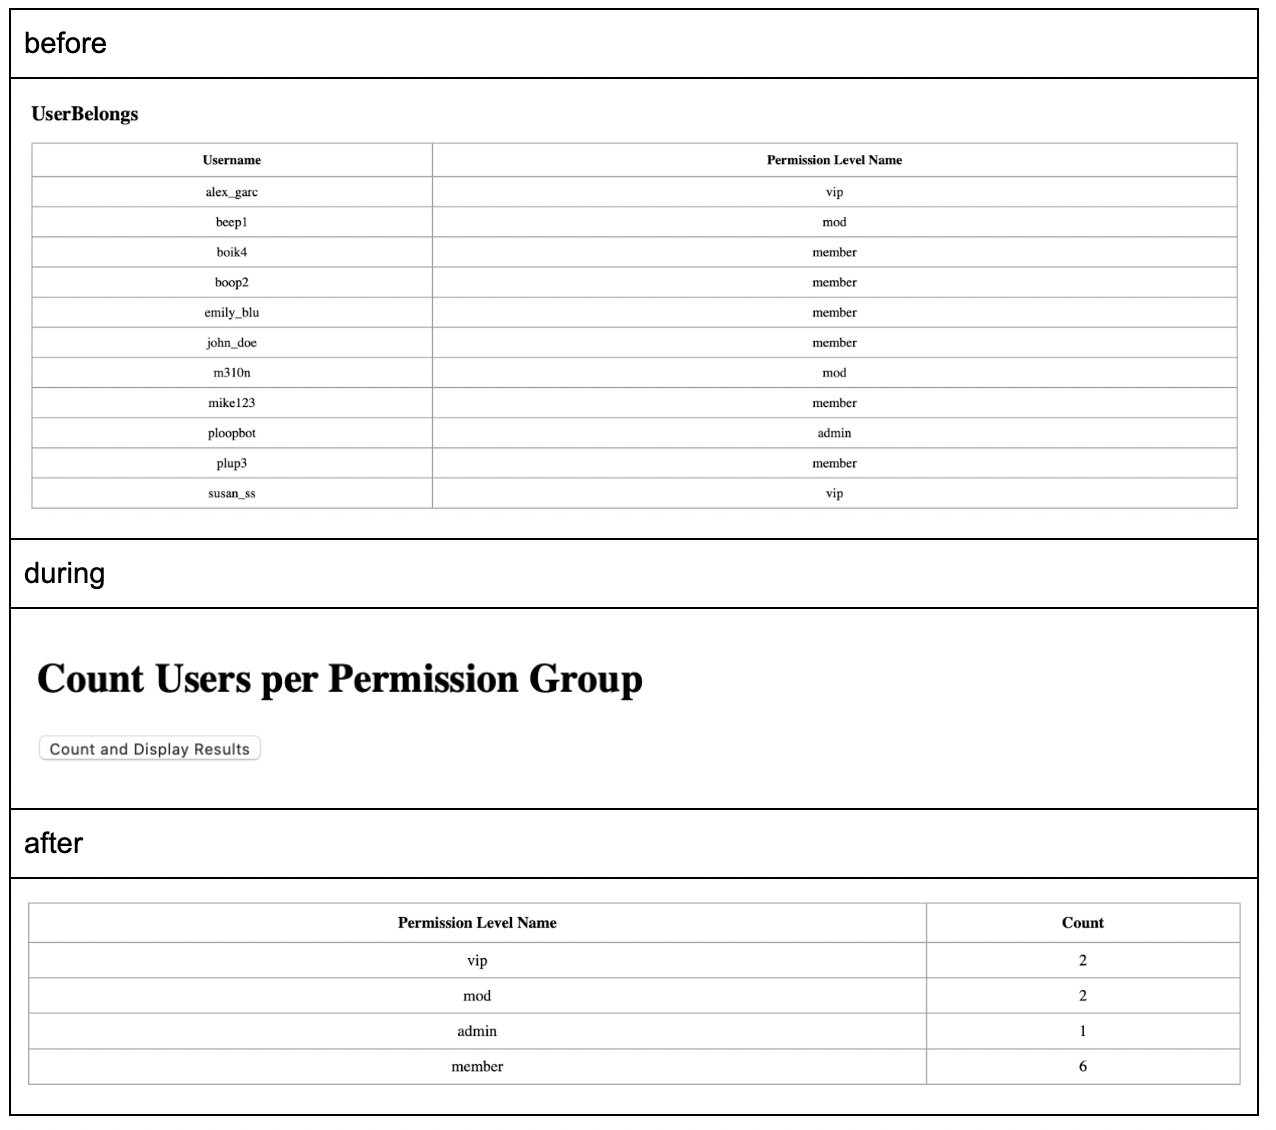 before
UserBelongs
Username Permission Level Name
alex_garc vip
beep1 mod
boik4 member
boop2 member
emily_blu member
john_doe member
m310n mod
mike123 member
ploopbot admin
plup3 member
susan_ss vip
during
Count Users per Permission Group
Count and Display Results
after
Permission Level Name Count
vip 2
mod 2
admin 1
member 6